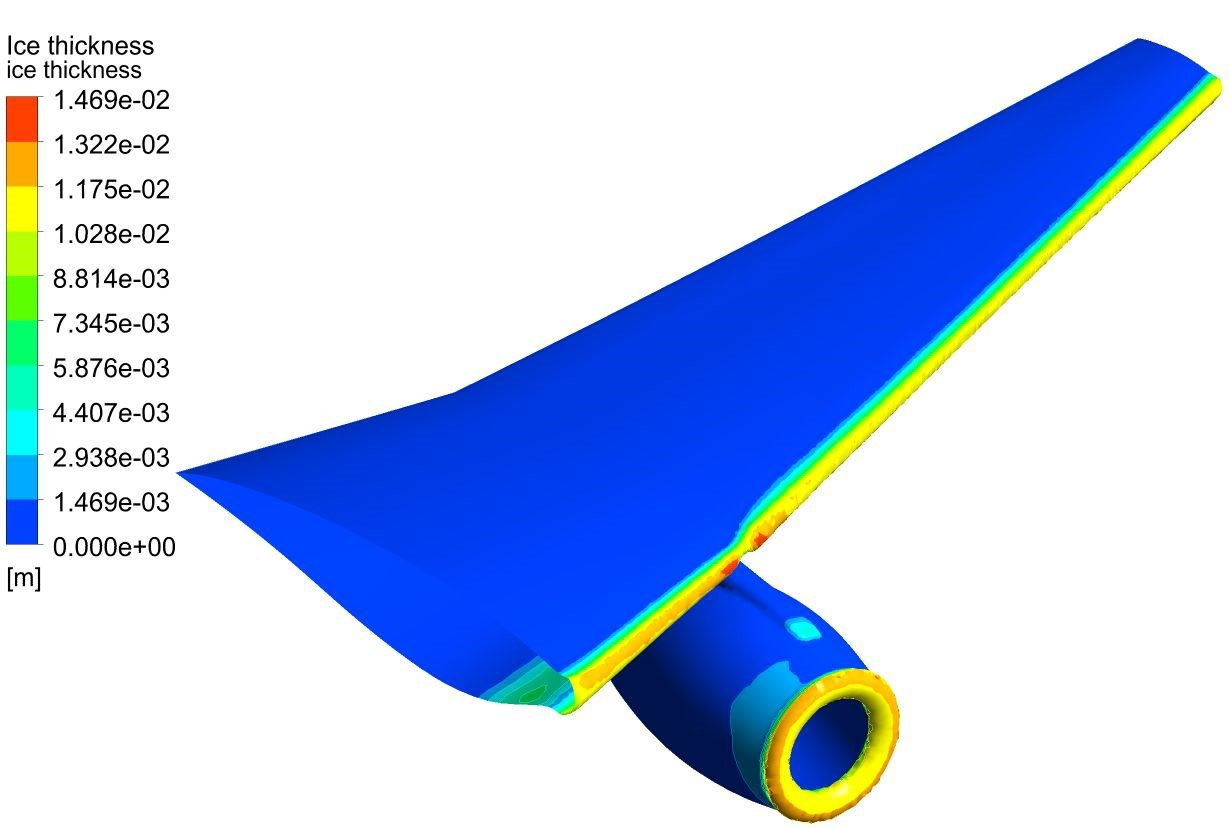 Ice thickness
ice thickness
1.469e-02
1.322e-02
1.175e-02
1.028e-02
8.814e-03
7.345e-03
5.876e-03
4.407e-03
2.938e-03
1.469e-03
0.000e+00
[m]